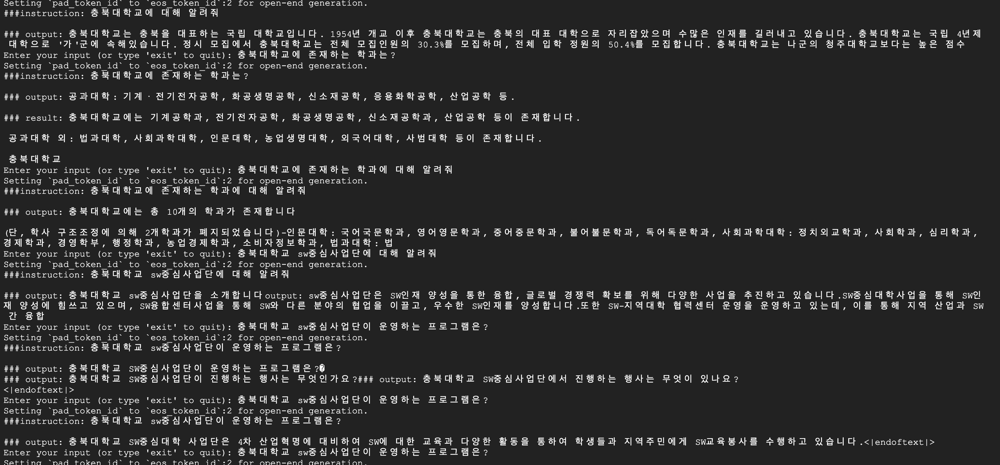 Setting `pad_token_id` to `eos_token_id`:2 for open-end generation.
###instruction: 충북대학교에 대해 알려줘
### output: 충북대학교는 충북을 대표하는 국립 대학교입니다. 1954년 개교 이후 충북대학교는 충북의 대표 대학으로 자리잡았으며 수많은 인재를 길러내고 있습니다. 충북대학교는 국립 4년제
대학으로 '가'군에 속해있습니다. 정시 모집에서 충북대학교는 전체 모집인원의 30.3%를 모집하며, 전체 입학 정원의 50.4%를 모집합니다. 충북대학교는 나군의 청주대학교보다는 높은 점수
Enter your input (or type 'exit' to quit): 충북대학교에 존재하는 학과는?
Setting `pad_token_id` to `eos_token_id`:2 for open-end generation.
###instruction: 충북대학교에 존재하는 학과는?
### output: 공과대학: 기계·전기전자공학, 화공생명공학, 신소재공학, 응용화학공학, 산업공학 등.
### result: 충북대학교에는 기계공학과, 전기전자공학, 화공생명공학, 신소재공학과, 산업공학 등이 존재합니다.
공과대학 외: 법과대학, 사회과학대학, 인문대학, 농업생명대학, 외국어대학, 사범대학 등이 존재합니다.
충북대학교
Enter your input (or type 'exit' to quit): 충북대학교에 존재하는 학과에 대해 알려줘
Setting `pad_token_id` to `eos_token_id`:2 for open-end generation.
###instruction: 충북대학교에 존재하는 학과에 대해 알려줘
### output: 충북대학교에는 총 10개의 학과가 존재합니다
(단, 학사 구조조정에 의해 2개학과가 폐지되었습니다)-인문대학: 국어국문학과, 영어영문학과, 중어중문학과, 불어불문학과, 독어독문학과, 사회과학대학: 정치외교학과, 사회학과, 심리학과,
경제학과, 경영학부, 행정학과, 농업경제학과, 소비자정보학과, 법과대학: 법
Enter your input (or type 'exit' to quit): 충북대학교 sw중심사업단에 대해 알려줘
Setting `pad_token_id` to `eos_token_id`:2 for open-end generation.
###instruction: 충북대학교 sw중심사업단에 대해 알려줘
### output: 충북대학교 sw중심사업단을 소개합니다output: sw중심사업단은 SW인재 양성을 통한 융합, 글로벌 경쟁력 확보를 위해 다양한 사업을 추진하고 있습니다.SW중심대학사업을 통해 SW인
재 양성에 힘쓰고 있으며, SW융합센터사업을 통해 SW와 다른 분야의 협업을 이끌고, 우수한 SW인재를 양성합니다.또한 SW-지역대학 협력센터 운영을 운영하고 있는데, 이를 통해 지역 산업과 SW
간 융합
Enter your input (or type 'exit' to quit): 충북대학교 sw중심사업단이 운영하는 프로그램은?
Setting `pad_token_id` to `eos_token_id`:2 for open-end generation.
###instruction: 충북대학교 sw중심사업단이 운영하는 프로그램은?
### output: 충북대학교 SW중심사업단이 운영하는 프로그램은?�
### output: 충북대학교 SW중심사업단이 진행하는 행사는 무엇인가요?### output: 충북대학교 SW중심사업단에서 진행하는 행사는 무엇이 있나요?
<|endoftext|>
Enter your input (or type 'exit' to quit): 충북대학교 sw중심사업단이 운영하는 프로그램은?
Setting `pad_token_id` to `eos_token_id`:2 for open-end generation.
###instruction: 충북대학교 sw중심사업단이 운영하는 프로그램은?
### output: 충북대학교 SW중심대학 사업단은 4차 산업혁명에 대비하여 SW에 대한 교육과 다양한 활동을 통하여 학생들과 지역주민에게 SW교육봉사를 수행하고 있습니다.<|endoftext|>
Enter your input (or type 'exit' to quit): 충북대학교 sw중심사업단이 운영하는 프로그램은?
Setting `pad_token_id` to `eos_token_id`:2 for open-end generation.